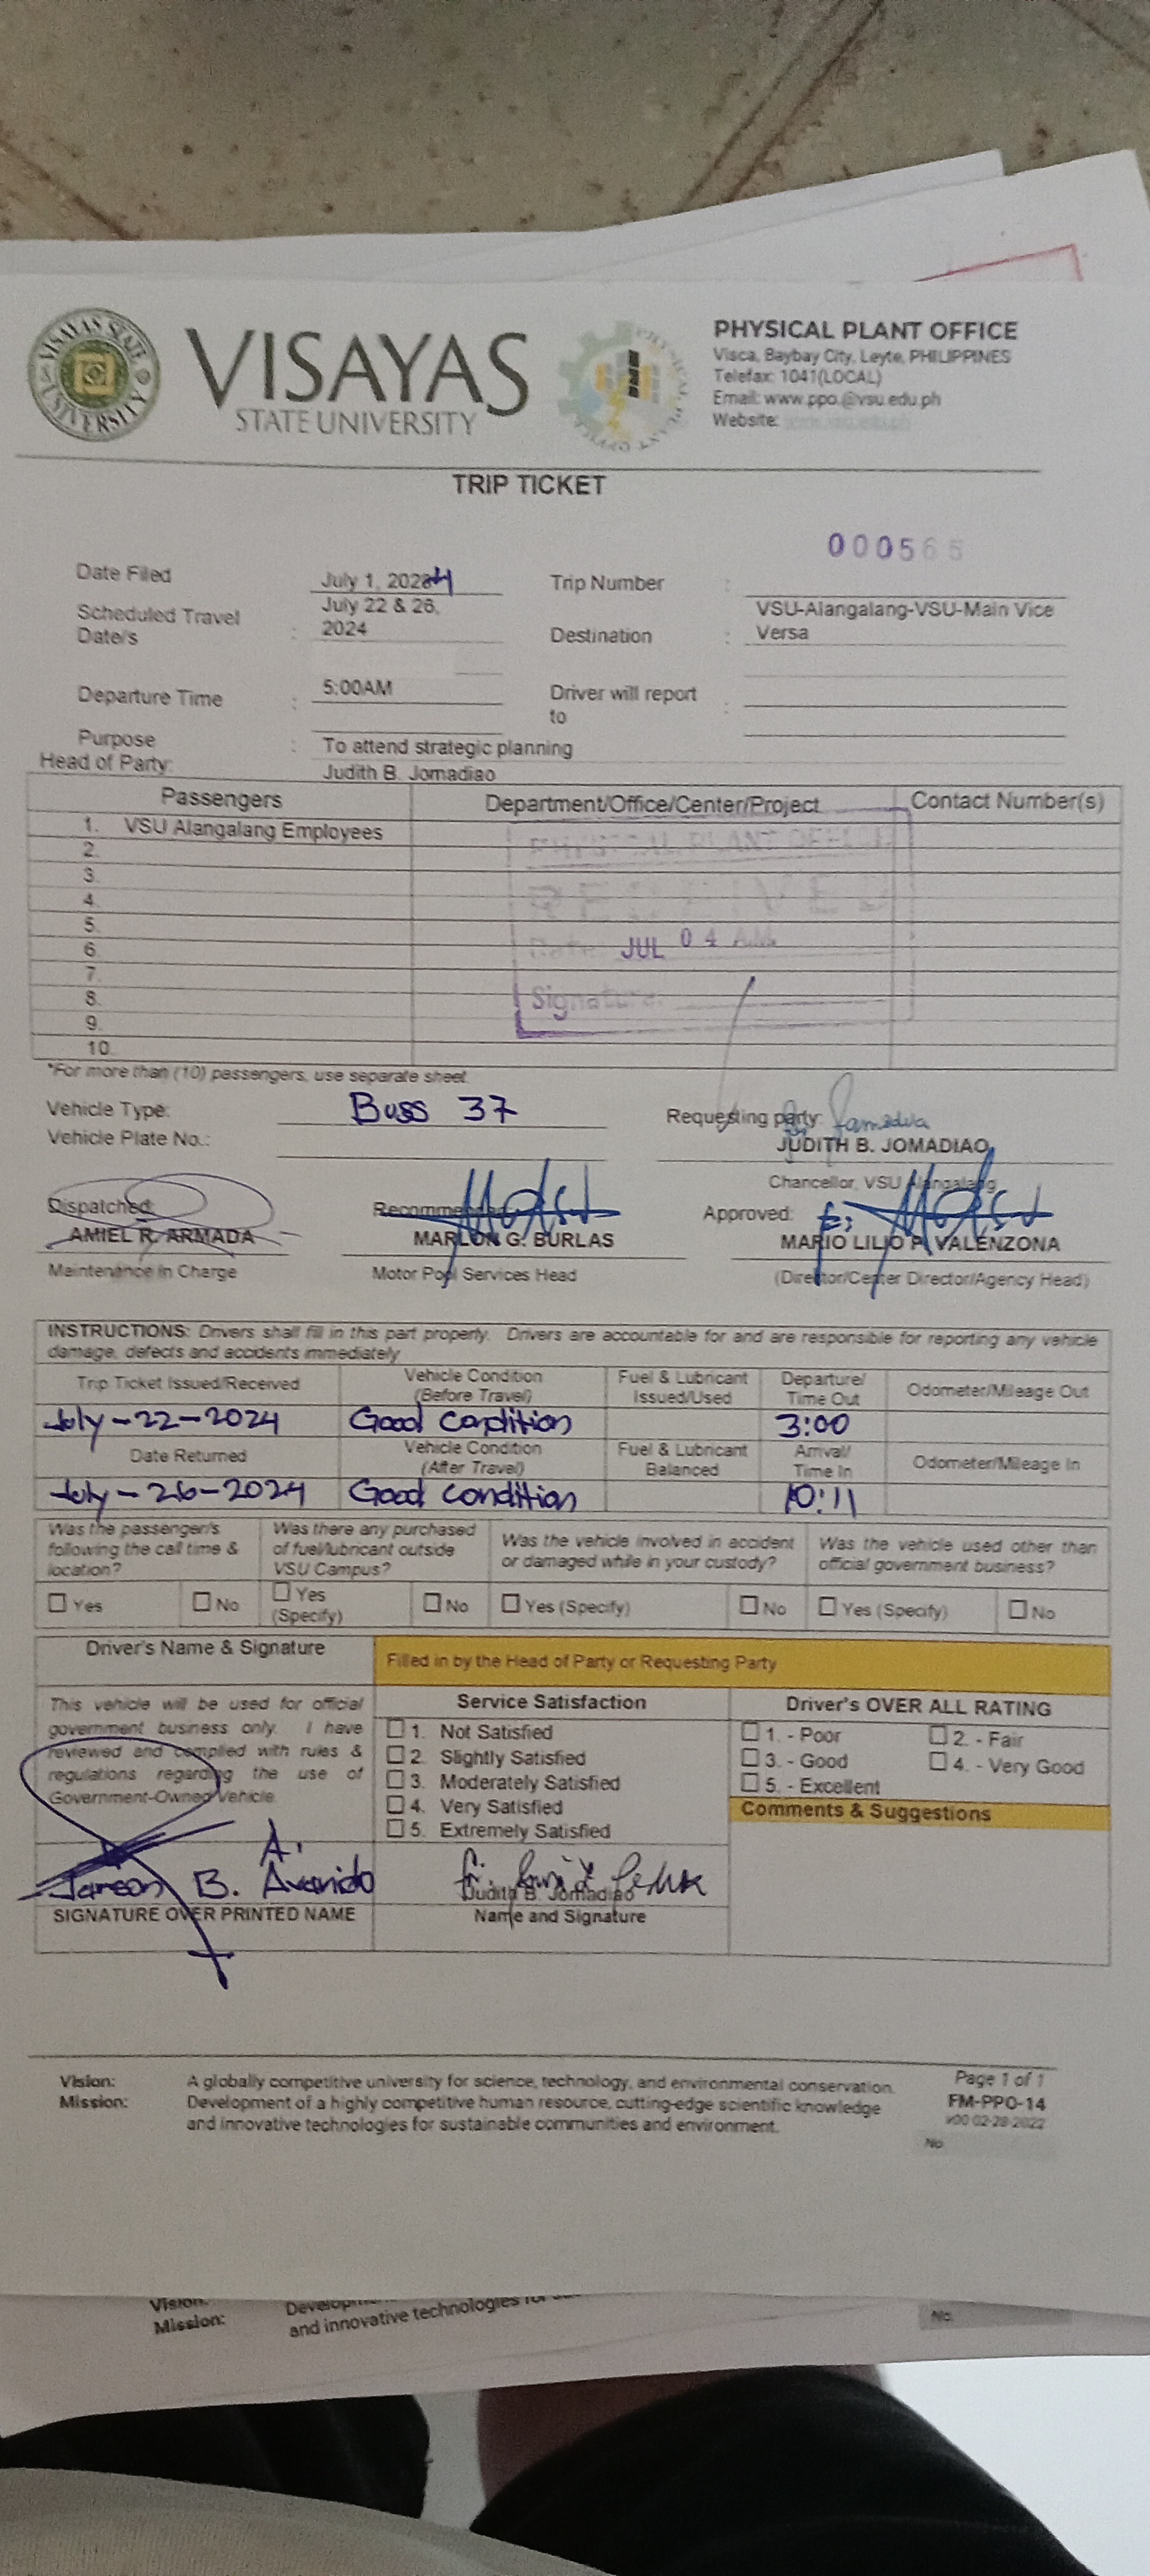 VISAYAS
STATE UNIVERSITY
VISAYAS STATE UNIVERSITY
PHYSICAL PLANT OFFICE
Visca, Baybay City, Leyte, PHILIPPINES
Telefax: 1041(LOCAL)
Email: www.ppo.@vsu.edu.ph
Website:
TRIP TICKET
000565
Date Filed July 1, 2024 Trip Number :
Scheduled Travel Date/s : July 22 & 26, 2024 Destination : VSU-Alangalang-VSU-Main Vice Versa
Departure Time : 5:00AM Driver will report to :
Purpose : To attend strategic planning
Head of Party: Judith B. Jomadiao
Passengers Department/Office/Center/Project Contact Number(s)
1. VSU Alangalang Employees
2.
3.
4.
5.
6.
7.
8.
9.
10.
PHYSICAL PLANT OFFICE
RECEIVED
Date: JUL 04
Signature:
*For more than (10) passengers, use separate sheet.
Vehicle Type: Buss 37 Requesting party:
Vehicle Plate No.: JUDITH B. JOMADIAO
Chancellor, VSU Alangalang
Dispatched: Recommended Approved:
AMIEL R. ARMADA MARLON G. BURLAS MARIO LILIO P. VALENZONA
Maintenance In Charge Motor Pool Services Head (Director/Center Director/Agency Head)
INSTRUCTIONS: Drivers shall fill in this part properly. Drivers are accountable for and are responsible for reporting any vehicle
damage, defects and accidents immediately
Trip Ticket Issued/Received Vehicle Condition (Before Travel) Fuel & Lubricant Issued/Used Departure/ Time Out Odometer/Mileage Out
July-22-2024 Good condition 3:00
Date Returned Vehicle Condition (After Travel) Fuel & Lubricant Balanced Arrival/ Time In Odometer/Mileage In
July-26-2024 Good condition 10:11
Was the passenger/s following the call time & location? Was there any purchased of fuel/lubricant outside VSU Campus? Was the vehicle involved in accident or damaged while in your custody? Was the vehicle used other than official government business?
Yes No Yes (Specify) No Yes (Specify) No Yes (Specify) No
Driver's Name & Signature Filled in by the Head of Party or Requesting Party
This vehicle will be used for official
government business only. I have
reviewed and complied with rules &
regulations regarding the use of
Government-Owned Vehicle.
Service Satisfaction
1. Not Satisfied
2. Slightly Satisfied
3. Moderately Satisfied
4. Very Satisfied
5. Extremely Satisfied
Driver's OVER ALL RATING
1. - Poor 2. - Fair
3. - Good 4. - Very Good
5. - Excellent
Comments & Suggestions
A.
B.
Judith B. Jomadiao
SIGNATURE OVER PRINTED NAME Name and Signature
Vision: A globally competitive university for science, technology, and environmental conservation.
Mission: Development of a highly competitive human resource, cutting-edge scientific knowledge
and innovative technologies for sustainable communities and environment.
Page 1 of 1
FM-PPO-14
v00 02-28-2022
No
Vision:
Mission:
and innovative technologies for
No.